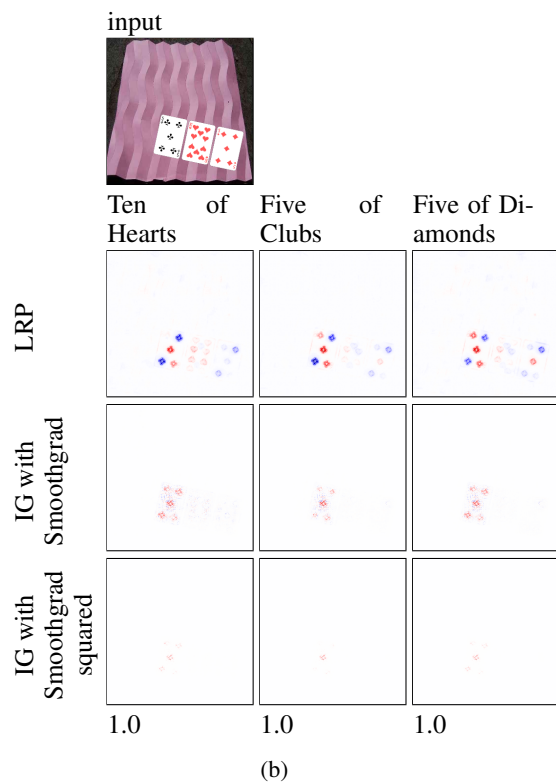 input
Ten of
Hearts
Five of
Clubs
Five of Di-
amonds
LRP
IG with
Smoothgrad
IG with
Smoothgrad
squared
1.0
1.0
1.0
(b)